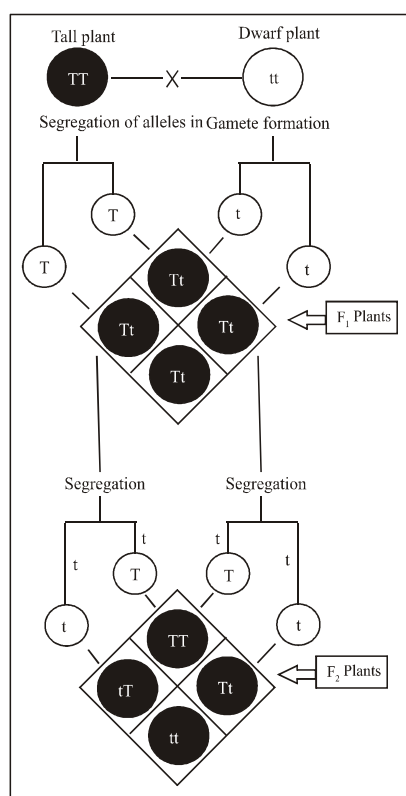 Tall plant
Dwarf plant
TT
tt
Segregation of alleles in Gamete formation
T
t
T
t
Tt
Tt
Tt
Tt
F1 Plants
Segregation
Segregation
t
t
t
t
T
T
t
t
TT
tT
Tt
tt
F2 Plants